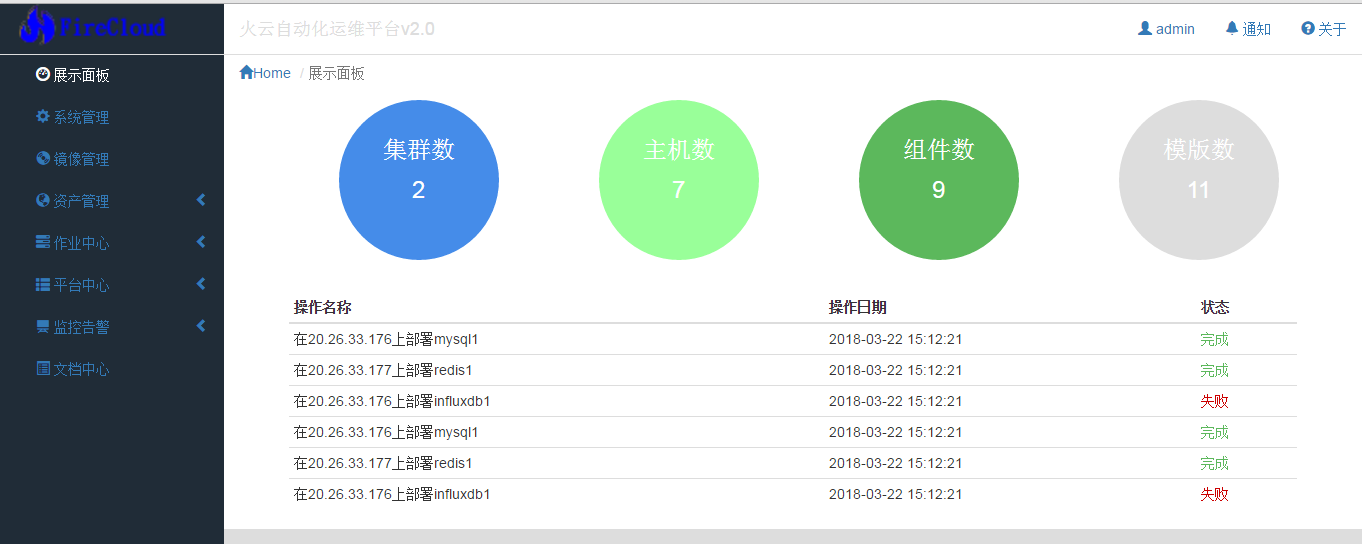 FireCloud
火云自动化运维平台v2.0
admin
通知
关于
展示面板
系统管理
镜像管理
资产管理
作业中心
平台中心
监控告警
文档中心
Home / 展示面板
集群数
2
主机数
7
组件数
9
模版数
11
操作名称 操作日期 状态
在20.26.33.176上部署mysql1 2018-03-22 15:12:21 完成
在20.26.33.177上部署redis1 2018-03-22 15:12:21 完成
在20.26.33.176上部署influxdb1 2018-03-22 15:12:21 失败
在20.26.33.176上部署mysql1 2018-03-22 15:12:21 完成
在20.26.33.177上部署redis1 2018-03-22 15:12:21 完成
在20.26.33.176上部署influxdb1 2018-03-22 15:12:21 失败